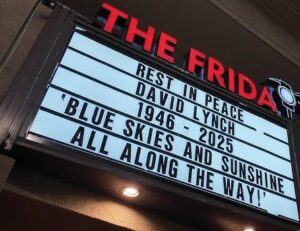 THE FRIDA
REST IN PEACE
DAVID LYNCH
1946 - 2025
'BLUE SKIES AND SUNSHINE
ALL ALONG THE WAY!'